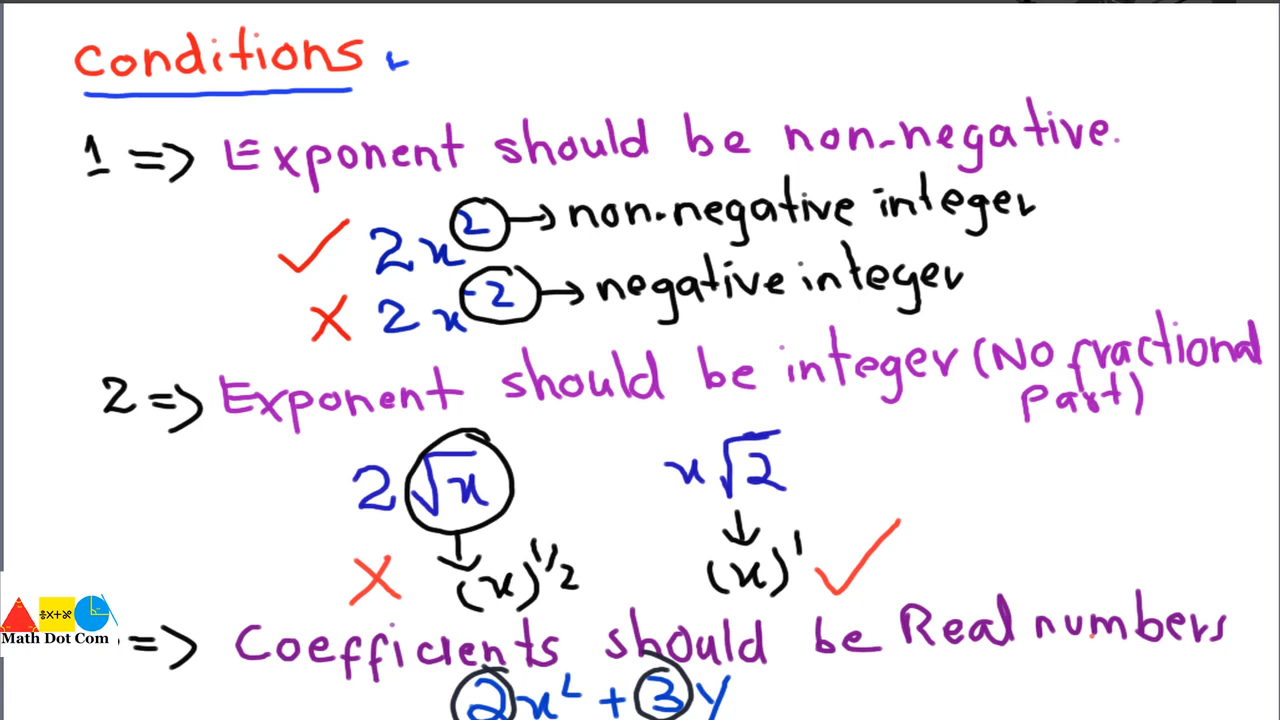 Conditions
1 => Exponent should be non-negative.
✓ 2x² → non-negative integer
✗ 2x⁻² → negative integer
2 => Exponent should be integer (No fractional
Part)
2√x x√2
✗ (x)^1/2 (x)¹ ✓
÷×+
Math Dot Com
=> Coefficients should be Real numbers
2x² + 3y